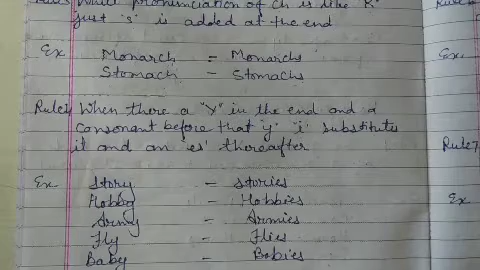 while pronunciation of Ch is like "K"
just "s" is added at the end
Ex Monarch = Monarchs
Stomach - Stomachs
Rule When there a "Y" in the end and a
consonant before that "y" "i" substitute
it and an "es" thereafter
Ex Story - Stories
Hobby - Hobbies
Army - Armies
Fly - Flies
Baby - Babies
Ex.
Rule 7
Ex